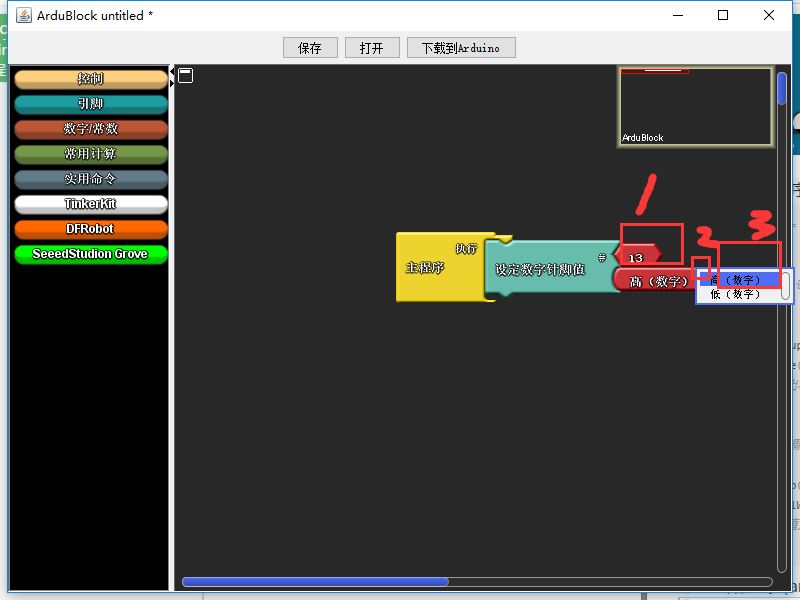 ArduBlock untitled *
保存 打开 下载到Arduino
控制
引脚
数字/常数
常用计算
实用命令
TinkerKit
DFRobot
SeeedStudion Grove
ArduBlock
1
2 3
执行
主程序
设定数字针脚值
# 13
高（数字）
高（数字）
低（数字）